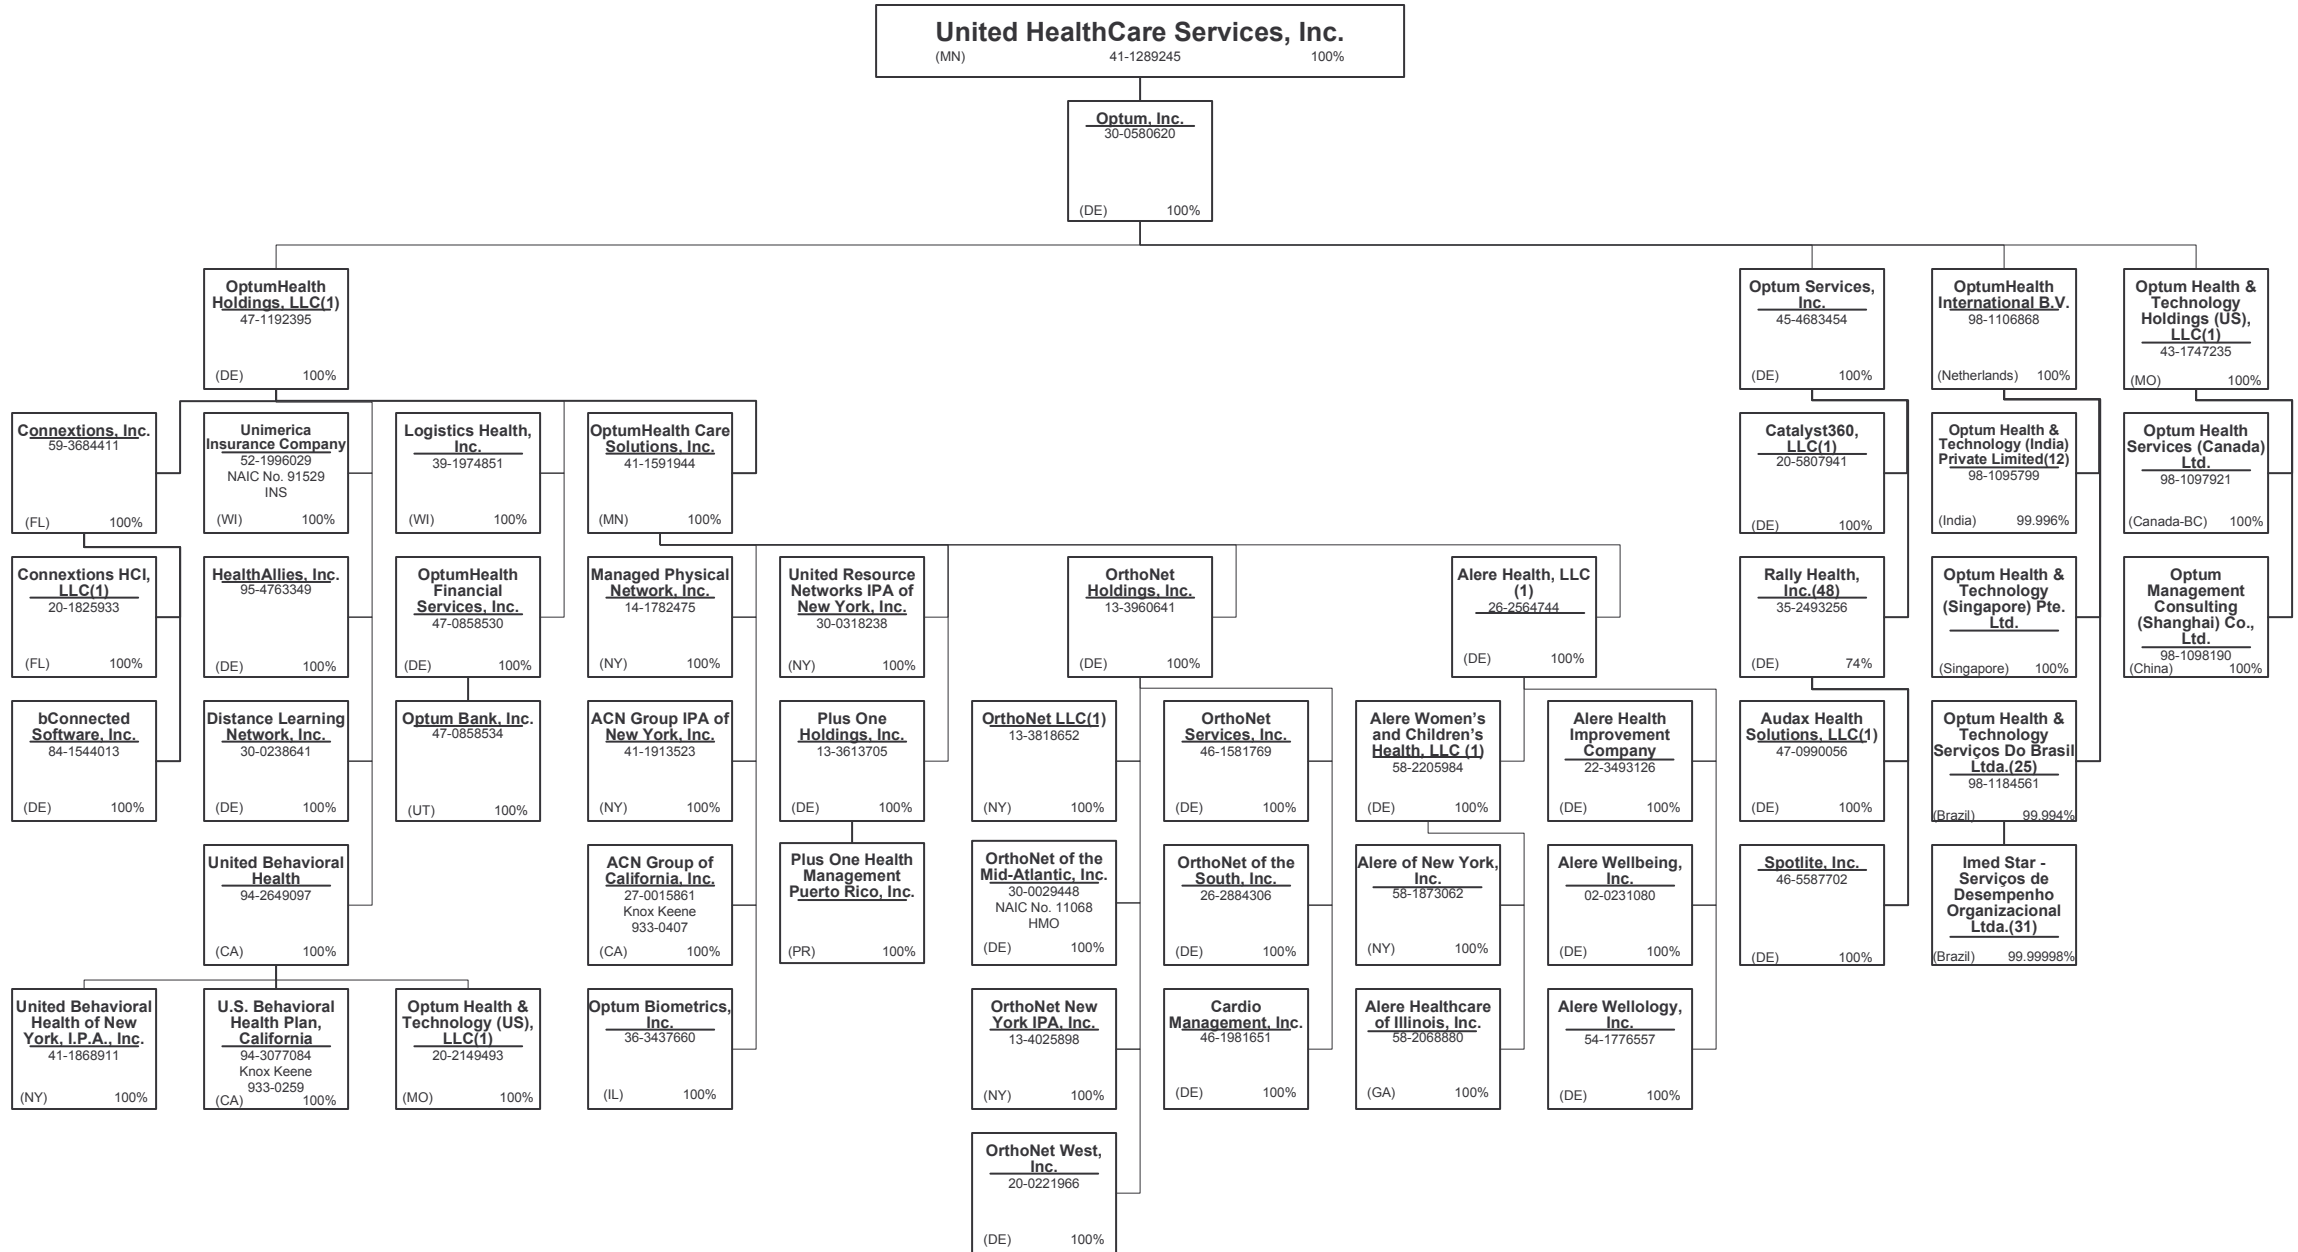 United HealthCare Services, Inc.
(MN) 41-1289245 100%
Optum, Inc.
30-0580620
(DE) 100%
OptumHealth
Holdings, LLC(1)
47-1192395
(DE) 100%
Optum Services,
Inc.
45-4683454
(DE) 100%
OptumHealth
International B.V.
98-1106868
(Netherlands) 100%
Optum Health &
Technology
Holdings (US),
LLC(1)
43-1747235
(MO) 100%
Connextions, Inc.
59-3684411
(FL) 100%
Unimerica
Insurance Company
52-1996029
NAIC No. 91529
INS
(WI) 100%
Logistics Health,
Inc.
39-1974851
(WI) 100%
OptumHealth Care
Solutions, Inc.
41-1591944
(MN) 100%
Catalyst360,
LLC(1)
20-5807941
(DE) 100%
Optum Health &
Technology (India)
Private Limited(12)
98-1095799
(India) 99.996%
Optum Health
Services (Canada)
Ltd.
98-1097921
(Canada-BC) 100%
Connextions HCI,
LLC(1)
20-1825933
(FL) 100%
HealthAllies, Inc.
95-4763349
(DE) 100%
OptumHealth
Financial
Services, Inc.
47-0858530
(DE) 100%
Managed Physical
Network, Inc.
14-1782475
(NY) 100%
United Resource
Networks IPA of
New York, Inc.
30-0318238
(NY) 100%
OrthoNet
Holdings, Inc.
13-3960641
(DE) 100%
Alere Health, LLC
(1)
26-2564744
(DE) 100%
Rally Health,
Inc.(48)
35-2493256
(DE) 74%
Optum Health &
Technology
(Singapore) Pte.
Ltd.
(Singapore) 100%
Optum
Management
Consulting
(Shanghai) Co.,
Ltd.
98-1098190
(China) 100%
bConnected
Software, Inc.
84-1544013
(DE) 100%
Distance Learning
Network, Inc.
30-0238641
(DE) 100%
Optum Bank, Inc.
47-0858534
(UT) 100%
ACN Group IPA of
New York, Inc.
41-1913523
(NY) 100%
Plus One
Holdings, Inc.
13-3613705
(DE) 100%
OrthoNet LLC(1)
13-3818652
(NY) 100%
OrthoNet
Services, Inc.
46-1581769
(DE) 100%
Alere Women's
and Children's
Health, LLC (1)
58-2205984
(DE) 100%
Alere Health
Improvement
Company
22-3493126
(DE) 100%
Audax Health
Solutions, LLC(1)
47-0990056
(DE) 100%
Optum Health &
Technology
Serviços Do Brasil
Ltda.(25)
98-1184561
(Brazil) 99.994%
United Behavioral
Health
94-2649097
(CA) 100%
ACN Group of
California, Inc.
27-0015861
Knox Keene
933-0407
(CA) 100%
Plus One Health
Management
Puerto Rico, Inc.
(PR) 100%
OrthoNet of the
Mid-Atlantic, Inc.
30-0029448
NAIC No. 11068
HMO
(DE) 100%
OrthoNet of the
South, Inc.
26-2884306
(DE) 100%
Alere of New York,
Inc.
58-1873062
(NY) 100%
Alere Wellbeing,
Inc.
02-0231080
(DE) 100%
Spotlite, Inc.
46-5587702
(DE) 100%
Imed Star -
Serviços de
Desempenho
Organizacional
Ltda.(31)
(Brazil) 99.99998%
United Behavioral
Health of New
York, I.P.A., Inc.
41-1868911
(NY) 100%
U.S. Behavioral
Health Plan,
California
94-3077084
Knox Keene
933-0259
(CA) 100%
Optum Health &
Technology (US),
LLC(1)
20-2149493
(MO) 100%
Optum Biometrics,
Inc.
36-3437660
(IL) 100%
OrthoNet New
York IPA, Inc.
13-4025898
(NY) 100%
Cardio
Management, Inc.
46-1981651
(DE) 100%
Alere Healthcare
of Illinois, Inc.
58-2068880
(GA) 100%
Alere Wellology,
Inc.
54-1776557
(DE) 100%
OrthoNet West,
Inc.
20-0221966
(DE) 100%